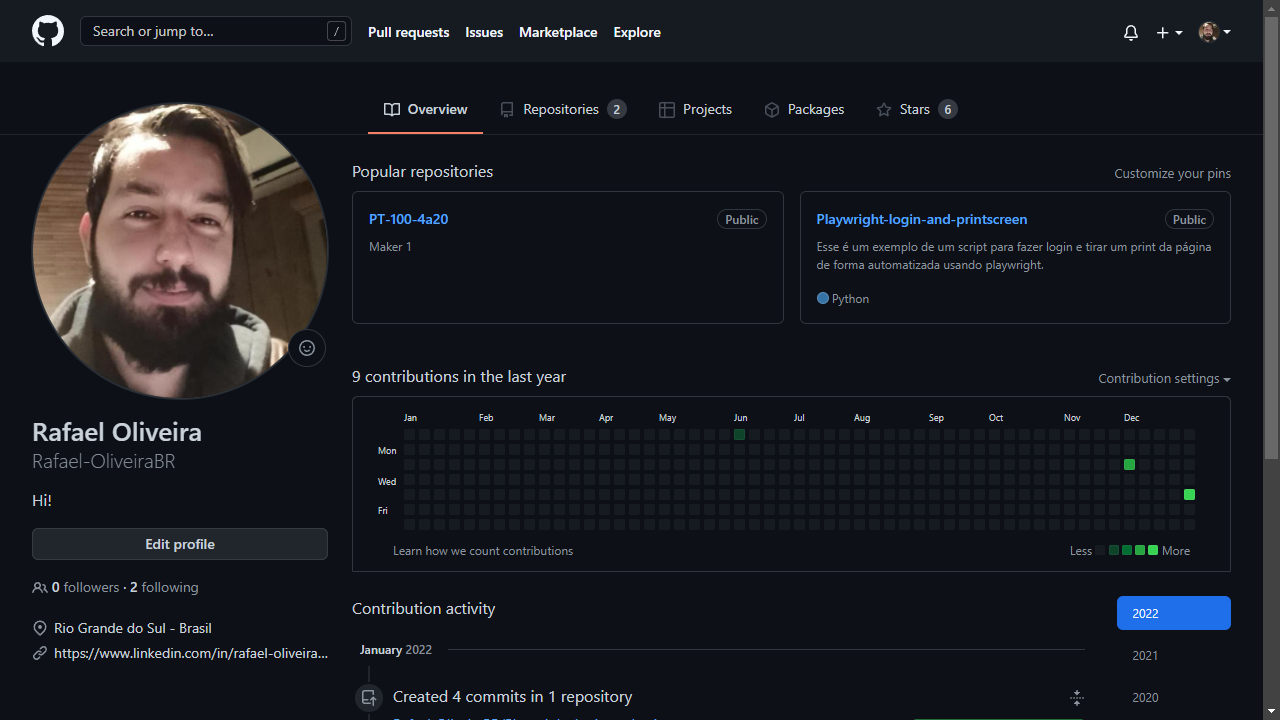 Search or jump to... /
Pull requests
Issues
Marketplace
Explore
Overview
Repositories 2
Projects
Packages
Stars 6
Rafael Oliveira
Rafael-OliveiraBR
Hi!
Edit profile
0 followers · 2 following
Rio Grande do Sul - Brasil
https://www.linkedin.com/in/rafael-oliveira...
Popular repositories
Customize your pins
PT-100-4a20
Public
Maker 1
Playwright-login-and-printscreen
Public
Esse é um exemplo de um script para fazer login e tirar um print da página
de forma automatizada usando playwright.
Python
9 contributions in the last year
Contribution settings
Jan Feb Mar Apr May Jun Jul Aug Sep Oct Nov Dec
Mon
Wed
Fri
Learn how we count contributions
Less More
Contribution activity
2022
2021
2020
January 2022
Created 4 commits in 1 repository